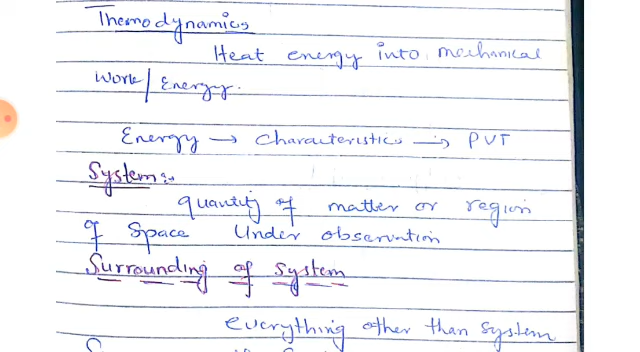 Themodynamics
Heat energy into mechanical
work/Energy.
Energy → Characteristics → PVT
System:-
quantity of matter or region
of space Under observation
Surrounding of System
everything other than system